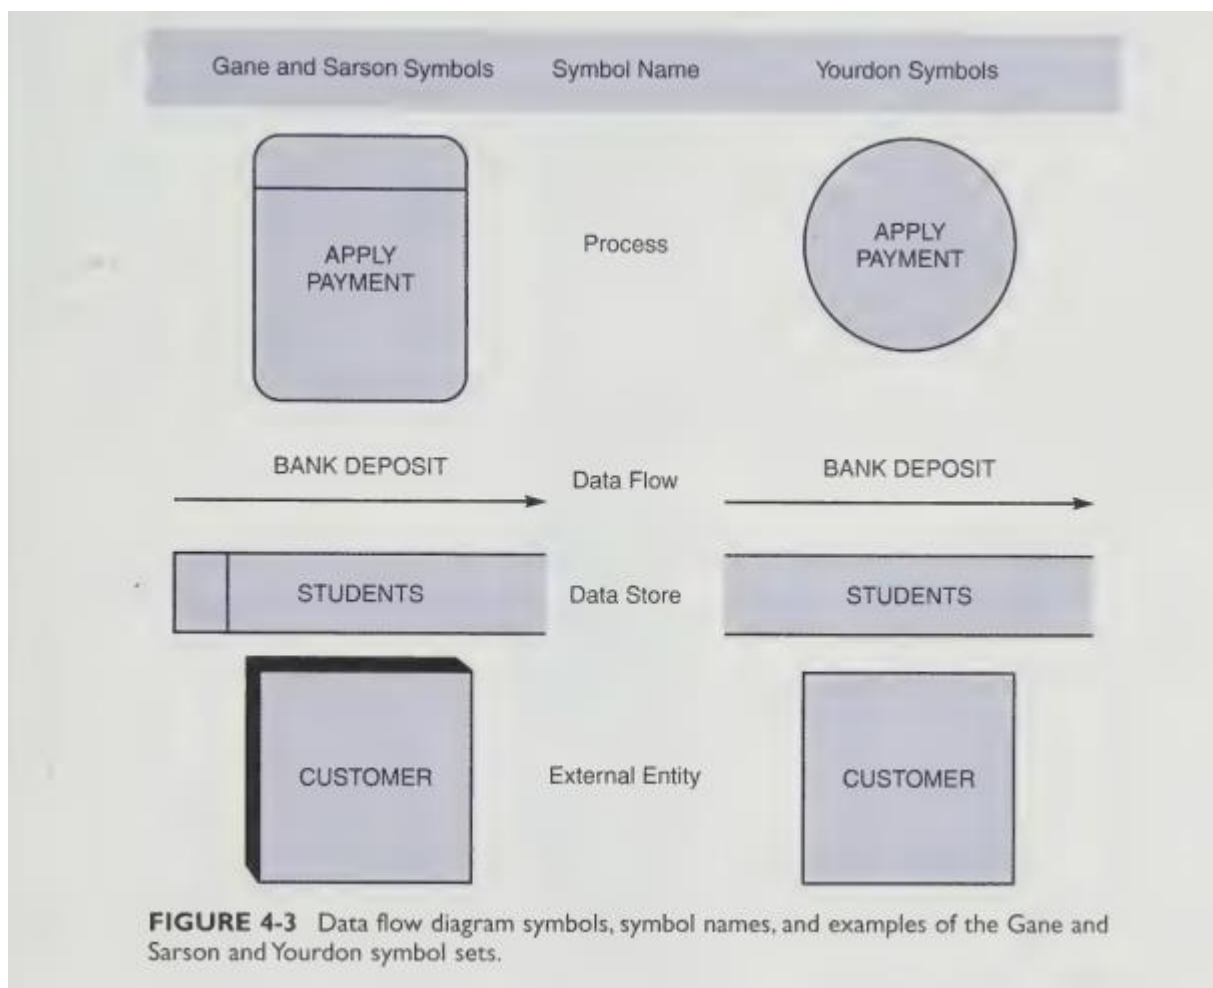 Gane and Sarson Symbols Symbol Name Yourdon Symbols
APPLY
PAYMENT
Process
APPLY
PAYMENT
BANK DEPOSIT
Data Flow
BANK DEPOSIT
STUDENTS
Data Store
STUDENTS
CUSTOMER
External Entity
CUSTOMER
FIGURE 4-3 Data flow diagram symbols, symbol names, and examples of the Gane and
Sarson and Yourdon symbol sets.